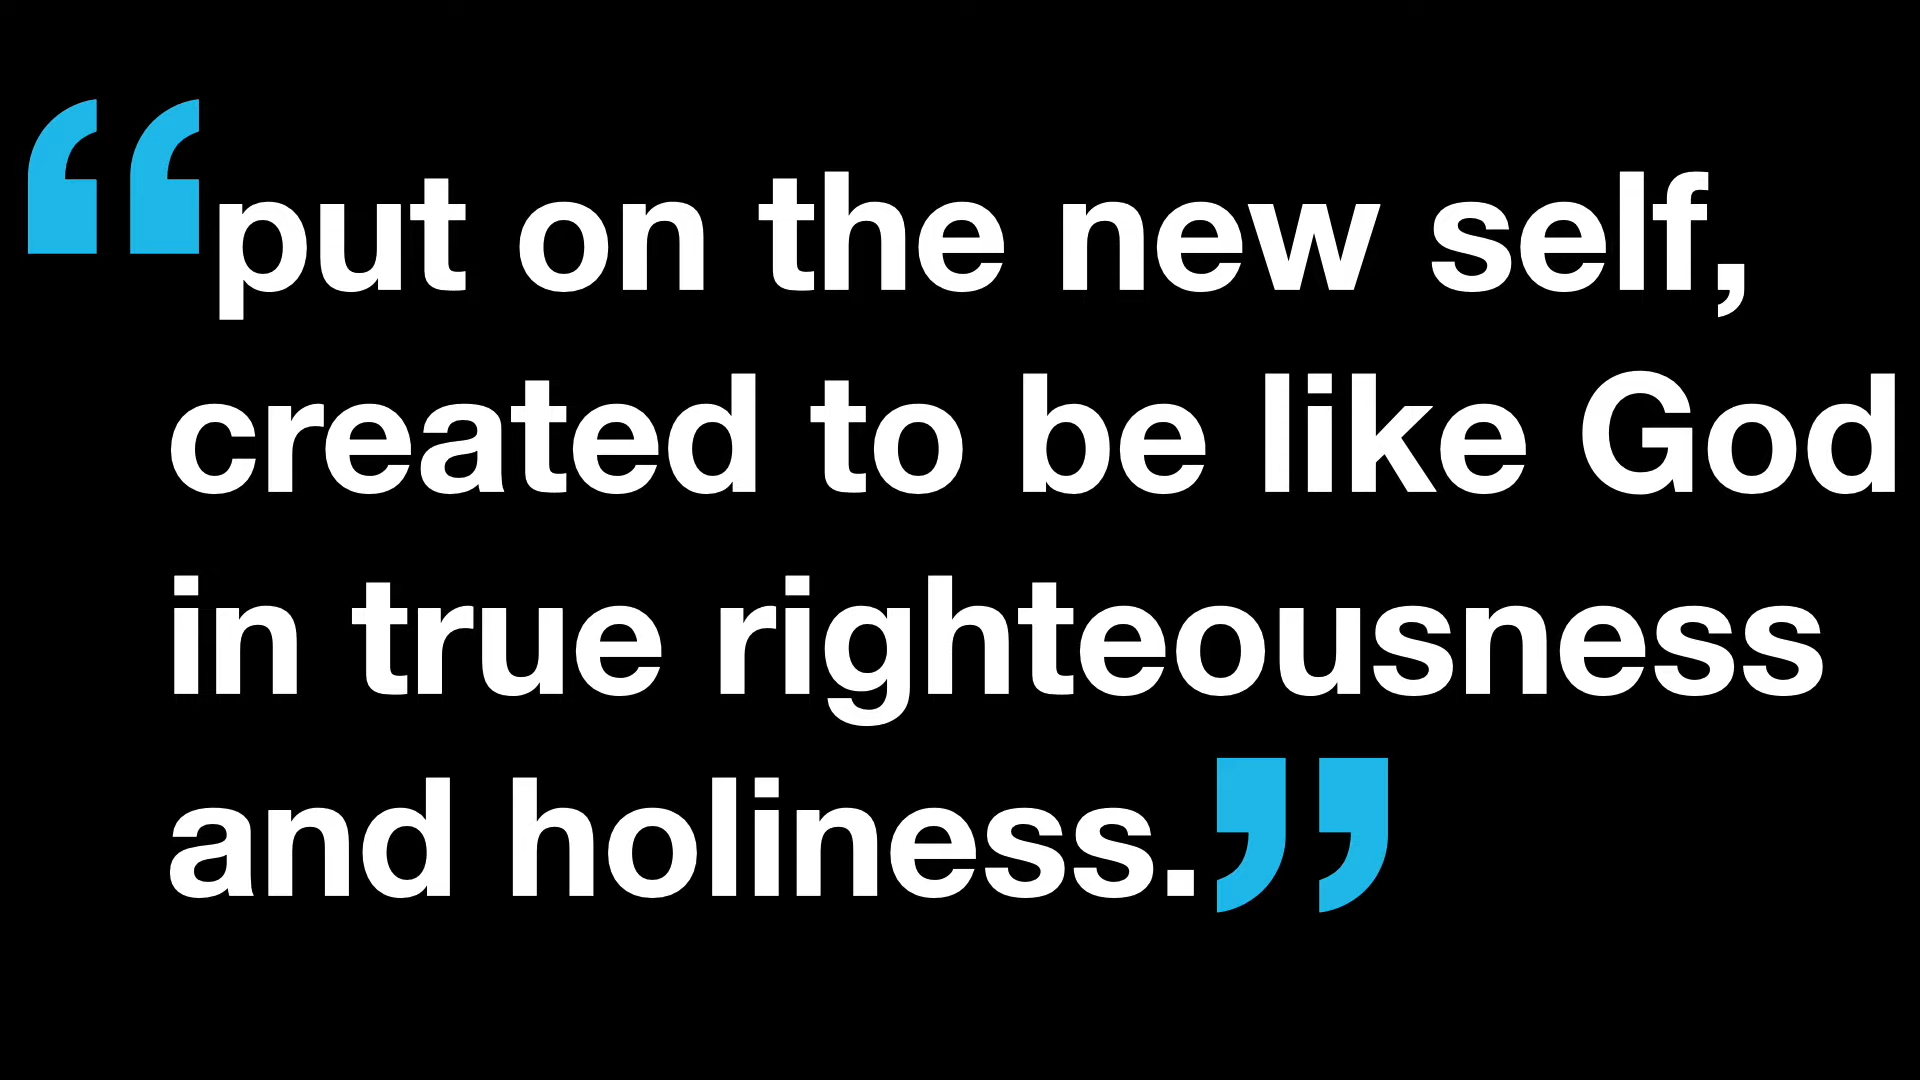 “put on the new self,
created to be like God
in true righteousness
and holiness.”